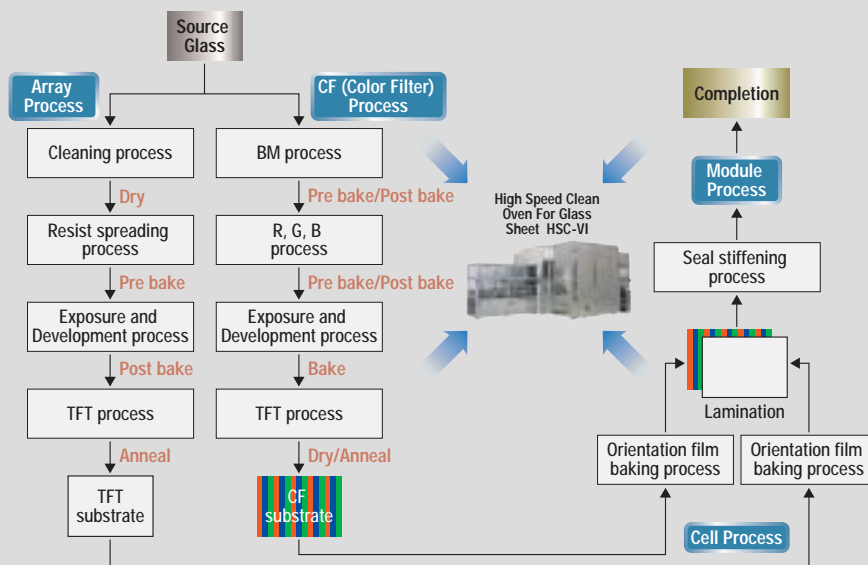 Source
Glass
Array
Process
CF (Color Filter)
Process
Cleaning process
Dry
Resist spreading
process
Pre bake
Exposure and
Development process
Post bake
TFT process
Anneal
TFT
substrate
BM process
Pre bake/Post bake
R, G, B
process
Pre bake/Post bake
Exposure and
Development process
Bake
TFT process
Dry/Anneal
CF
substrate
High Speed Clean
Oven For Glass
Sheet HSC-VI
Completion
Module
Process
Seal stiffening
process
Lamination
Orientation film
baking process
Orientation film
baking process
Cell Process